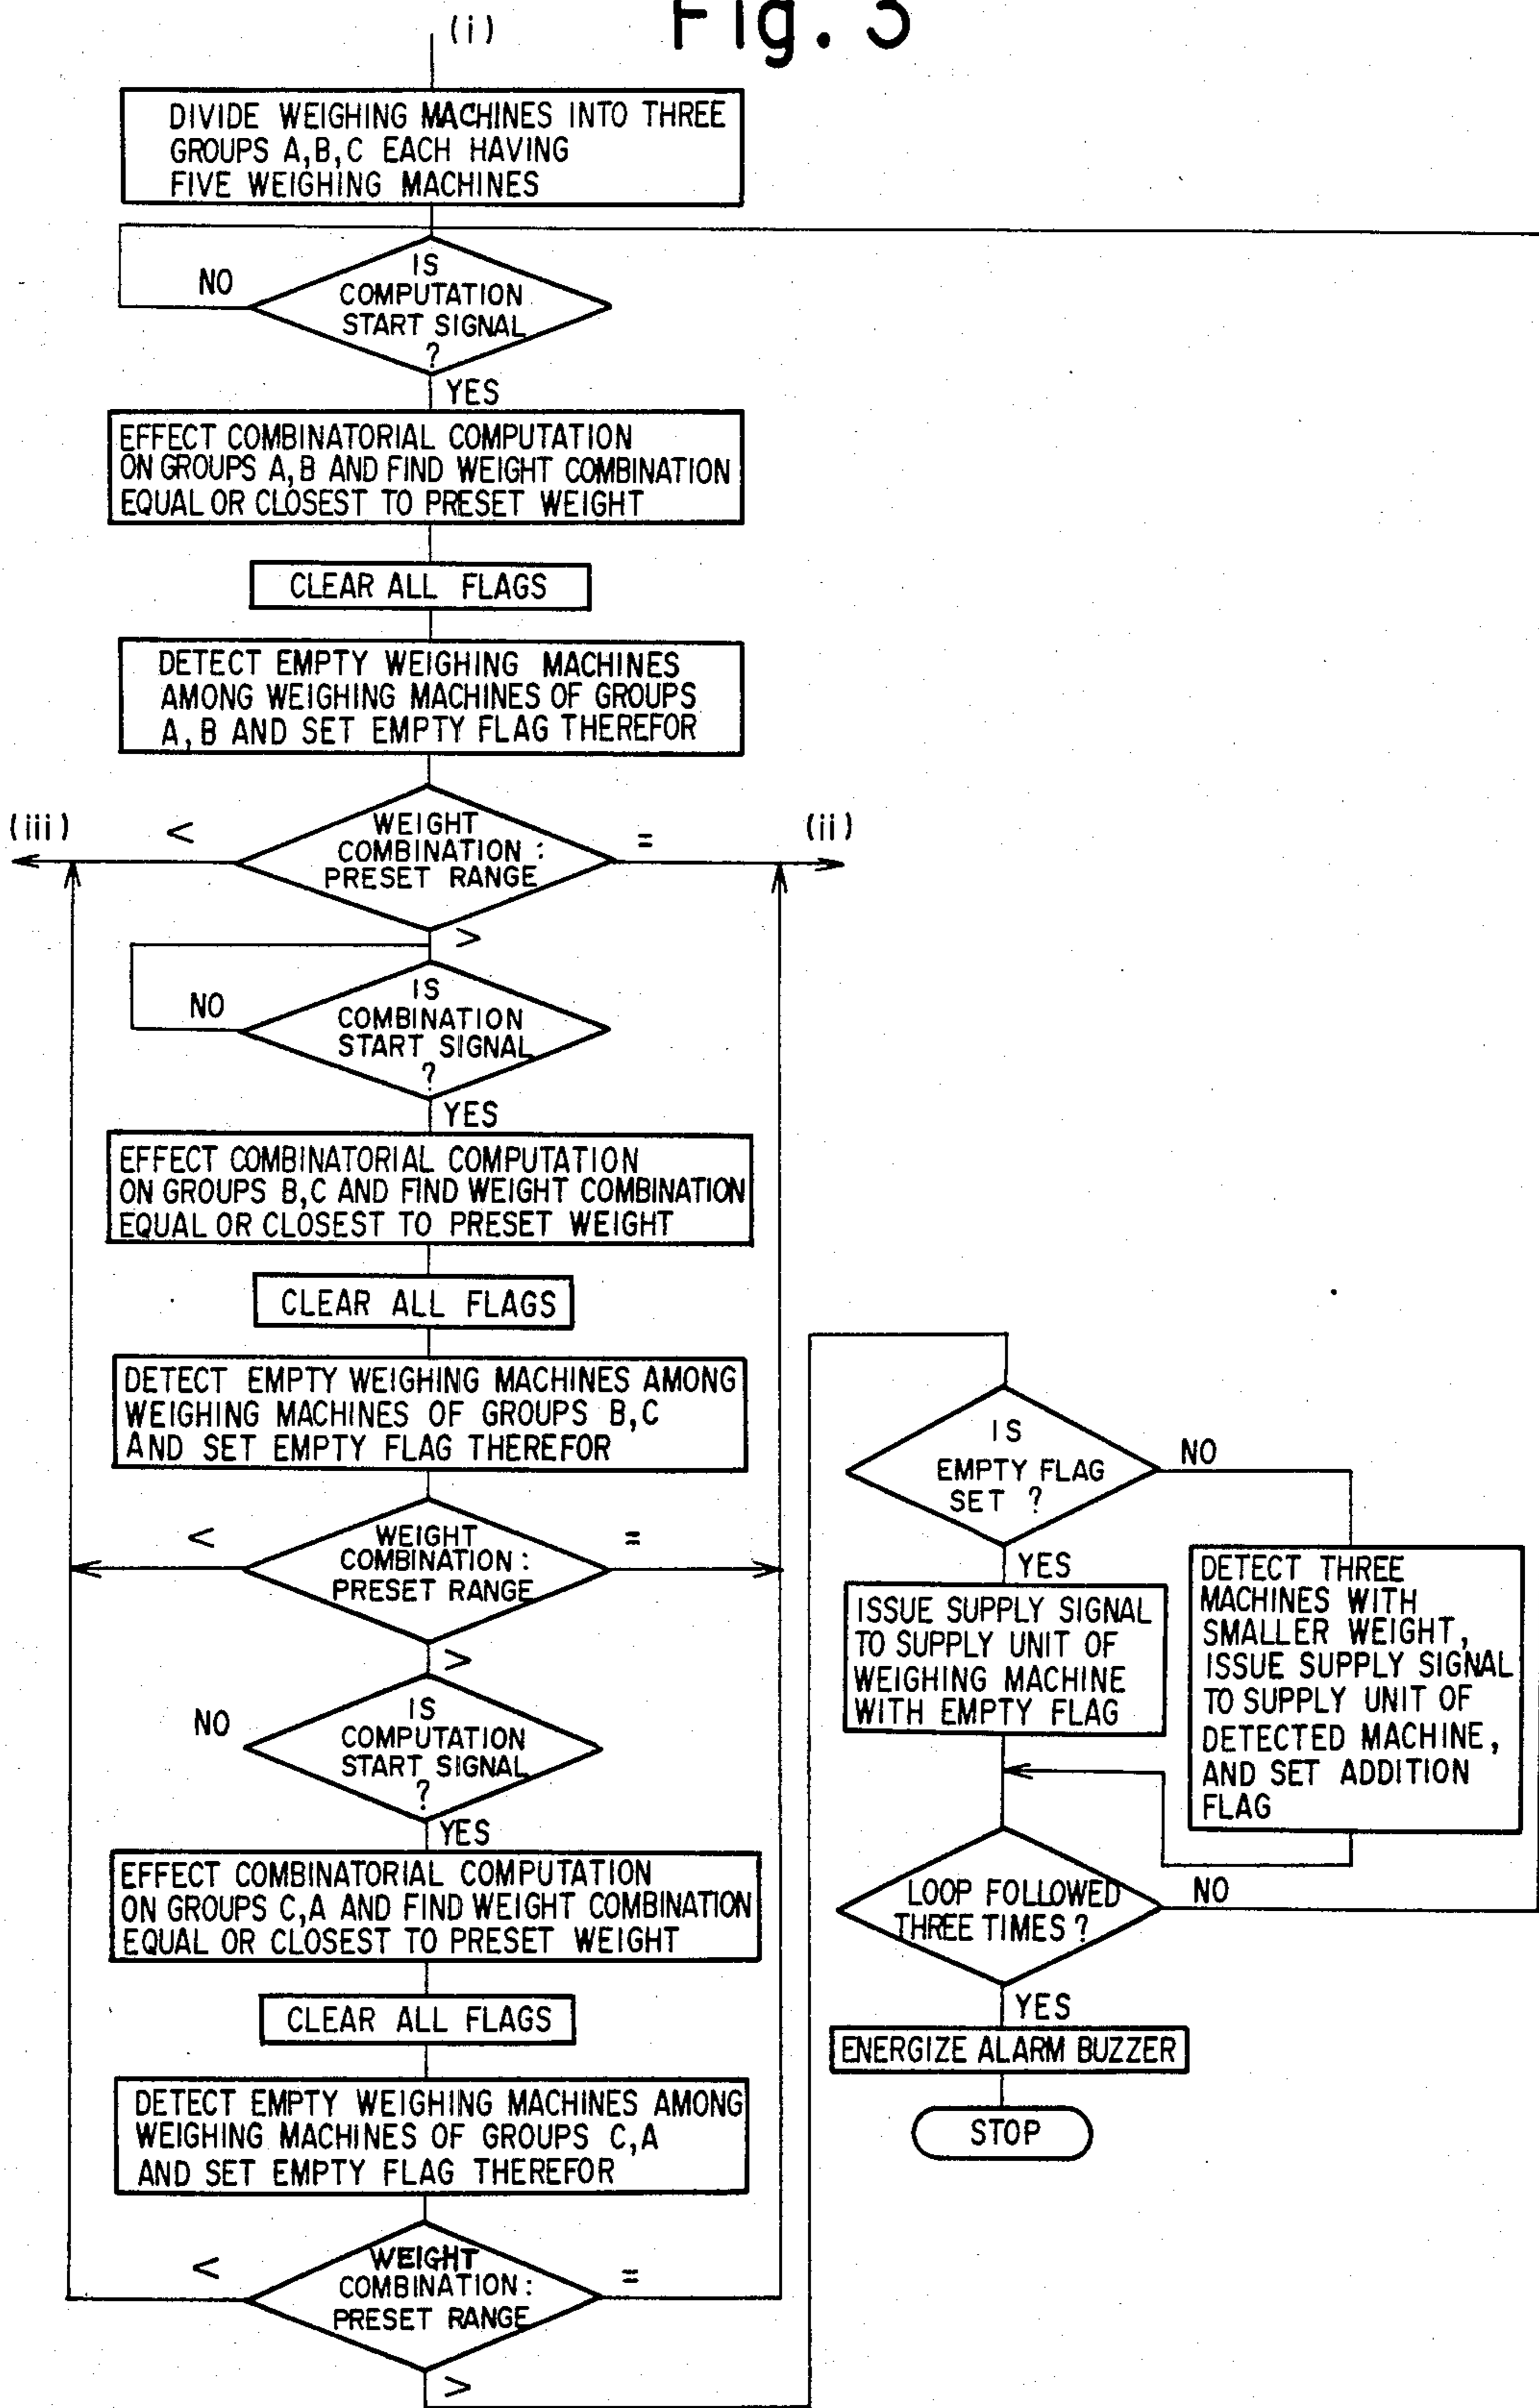 Fig. 3
(i)
DIVIDE WEIGHING MACHINES INTO THREE
GROUPS A,B,C EACH HAVING
FIVE WEIGHING MACHINES
NO
IS
COMPUTATION
START SIGNAL
?
YES
EFFECT COMBINATORIAL COMPUTATION
ON GROUPS A,B AND FIND WEIGHT COMBINATION
EQUAL OR CLOSEST TO PRESET WEIGHT
CLEAR ALL FLAGS
DETECT EMPTY WEIGHING MACHINES
AMONG WEIGHING MACHINES OF GROUPS
A,B AND SET EMPTY FLAG THEREFOR
(iii)
<
WEIGHT
COMBINATION :
PRESET RANGE
=
(ii)
>
NO
IS
COMBINATION
START SIGNAL
?
YES
EFFECT COMBINATORIAL COMPUTATION
ON GROUPS B,C AND FIND WEIGHT COMBINATION
EQUAL OR CLOSEST TO PRESET WEIGHT
CLEAR ALL FLAGS
DETECT EMPTY WEIGHING MACHINES AMONG
WEIGHING MACHINES OF GROUPS B,C
AND SET EMPTY FLAG THEREFOR
<
WEIGHT
COMBINATION :
PRESET RANGE
=
>
NO
IS
COMPUTATION
START SIGNAL
?
YES
EFFECT COMBINATORIAL COMPUTATION
ON GROUPS C,A AND FIND WEIGHT COMBINATION
EQUAL OR CLOSEST TO PRESET WEIGHT
CLEAR ALL FLAGS
DETECT EMPTY WEIGHING MACHINES AMONG
WEIGHING MACHINES OF GROUPS C,A
AND SET EMPTY FLAG THEREFOR
<
WEIGHT
COMBINATION :
PRESET RANGE
=
>
IS
EMPTY FLAG
SET ?
NO
YES
ISSUE SUPPLY SIGNAL
TO SUPPLY UNIT OF
WEIGHING MACHINE
WITH EMPTY FLAG
DETECT THREE
MACHINES WITH
SMALLER WEIGHT,
ISSUE SUPPLY SIGNAL
TO SUPPLY UNIT OF
DETECTED MACHINE,
AND SET ADDITION
FLAG
LOOP FOLLOWED
THREE TIMES ?
NO
YES
ENERGIZE ALARM BUZZER
STOP